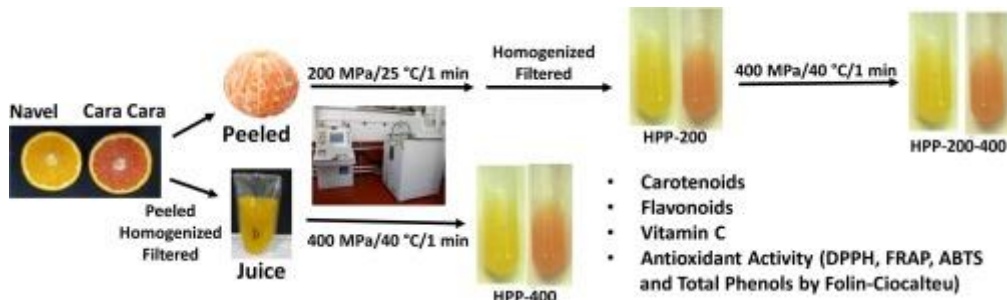 Navel
Cara Cara
Peeled
200 MPa/25 °C/1 min
Homogenized
Filtered
HPP-200
400 MPa/40 °C/1 min
HPP-200-400
Peeled
Homogenized
Filtered
Juice
400 MPa/40 °C/1 min
HPP-400
• Carotenoids
• Flavonoids
• Vitamin C
• Antioxidant Activity (DPPH, FRAP, ABTS
and Total Phenols by Folin-Ciocalteu)